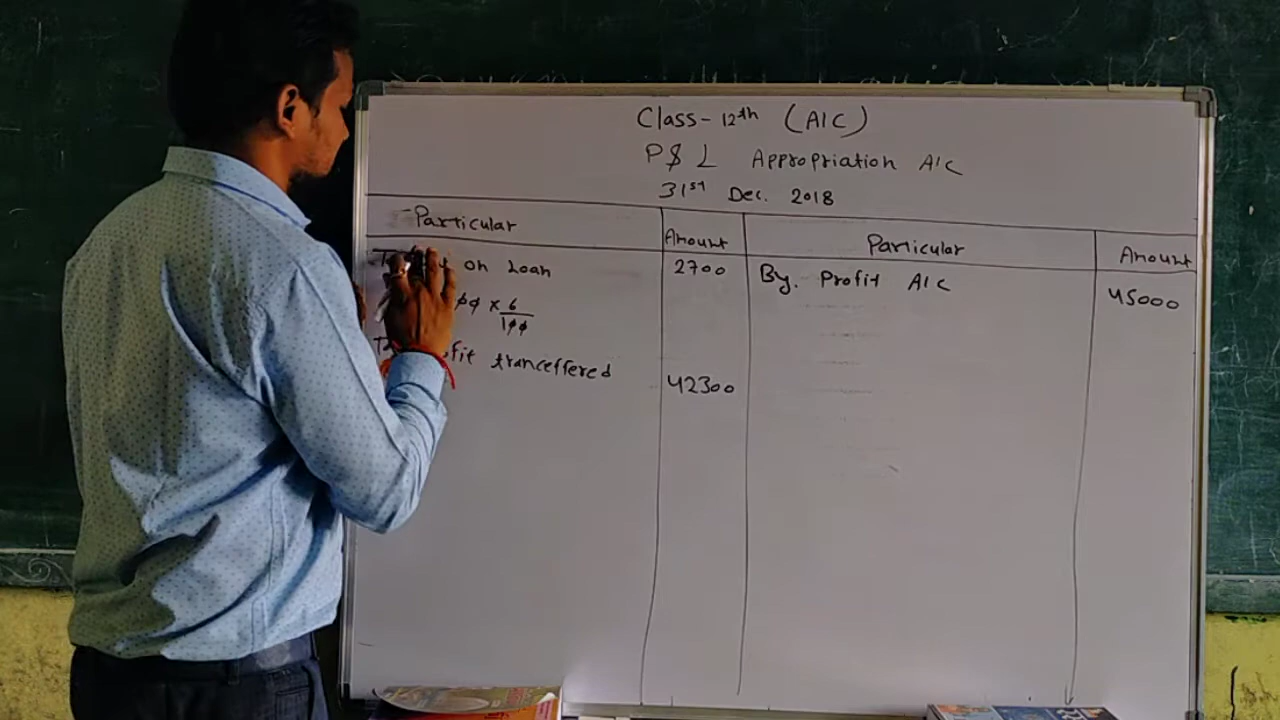 Class-12th (A/C)
P$L Appropriation A/C
31st Dec. 2018
Particular Amount Particular Amount
on Loan 2700 By. Profit A/C 45000
× 6/100
tranceffered 42300